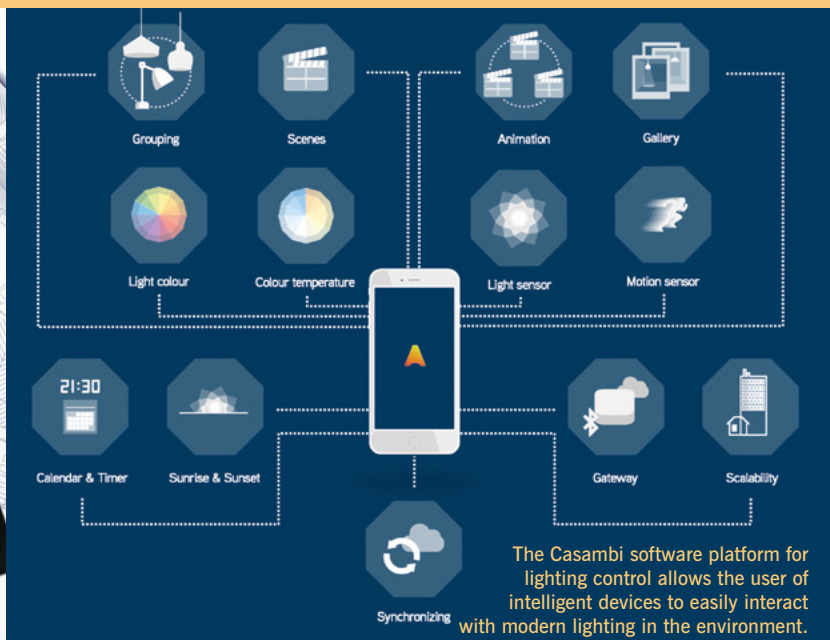 Grouping
Scenes
Animation
Gallery
Light colour
Colour temperature
Light sensor
Motion sensor
21:30
Calendar & Timer
Sunrise & Sunset
Gateway
Scalability
Synchronizing
The Casambi software platform for
lighting control allows the user of
intelligent devices to easily interact
with modern lighting in the environment.